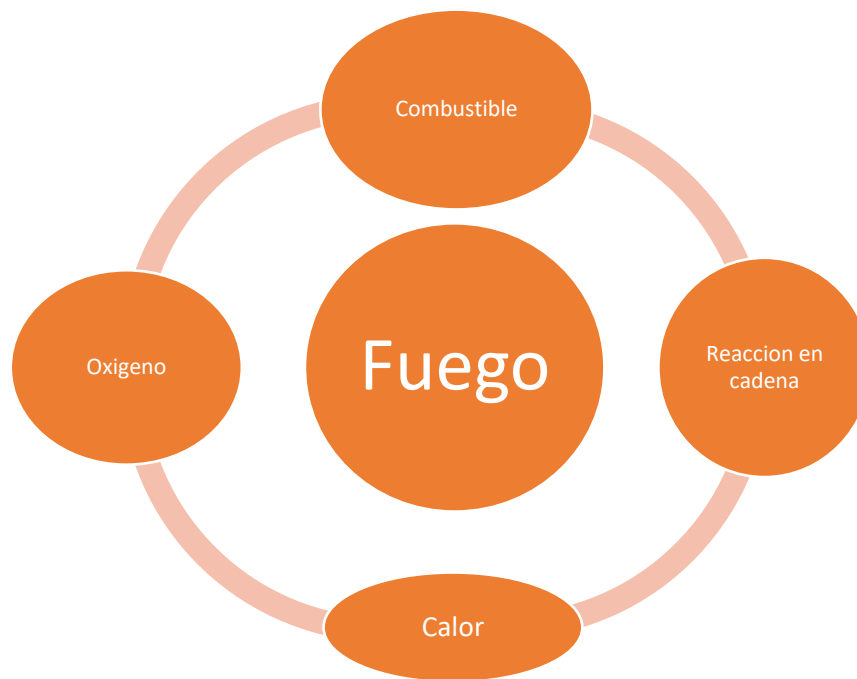 Combustible
Oxigeno
Fuego
Reaccion en
cadena
Calor